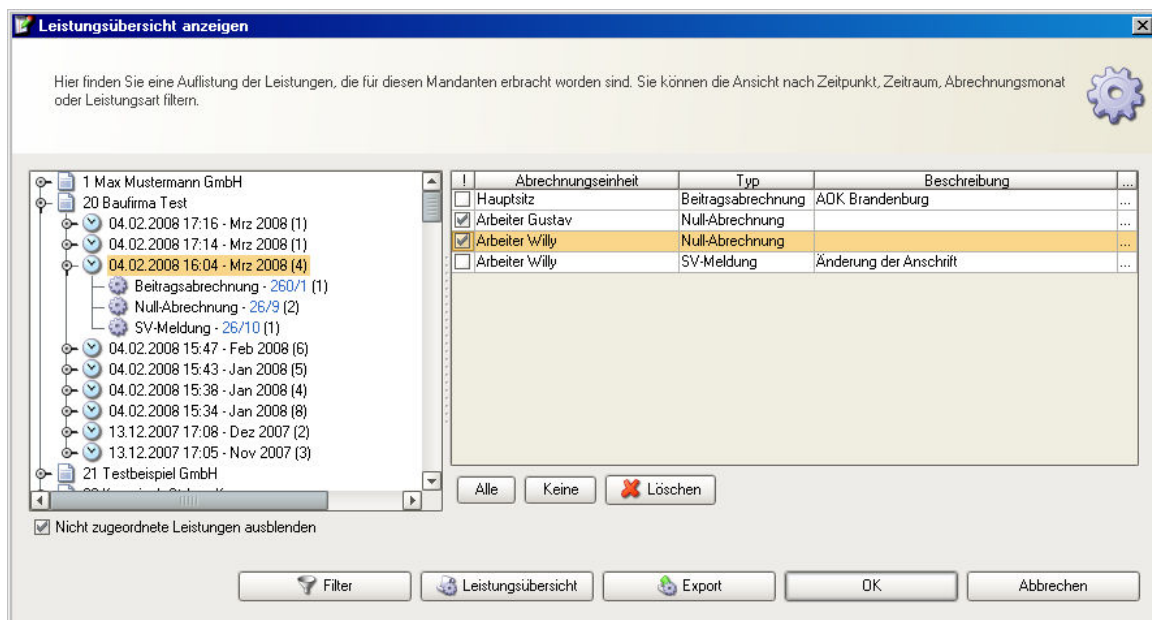 Leistungsübersicht anzeigen
Hier finden Sie eine Auflistung der Leistungen, die für diesen Mandanten erbracht worden sind. Sie können die Ansicht nach Zeitpunkt, Zeitraum, Abrechnungsmonat
oder Leistungsart filtern.
1 Max Mustermann GmbH
20 Baufirma Test
04.02.2008 17:16 - Mrz 2008 (1)
04.02.2008 17:14 - Mrz 2008 (1)
04.02.2008 16:04 - Mrz 2008 (4)
Beitragsabrechnung - 260/1 (1)
Null-Abrechnung - 26/9 (2)
SV-Meldung - 26/10 (1)
04.02.2008 15:47 - Feb 2008 (6)
04.02.2008 15:43 - Jan 2008 (5)
04.02.2008 15:38 - Jan 2008 (4)
04.02.2008 15:34 - Jan 2008 (8)
13.12.2007 17:08 - Dez 2007 (2)
13.12.2007 17:05 - Nov 2007 (3)
21 Testbeispiel GmbH
Nicht zugeordnete Leistungen ausblenden
! Abrechnungseinheit Typ Beschreibung ...
Hauptsitz Beitragsabrechnung AOK Brandenburg ...
Arbeiter Gustav Null-Abrechnung ...
Arbeiter Willy Null-Abrechnung ...
Arbeiter Willy SV-Meldung Änderung der Anschrift ...
Alle Keine Löschen
Filter Leistungsübersicht Export OK Abbrechen